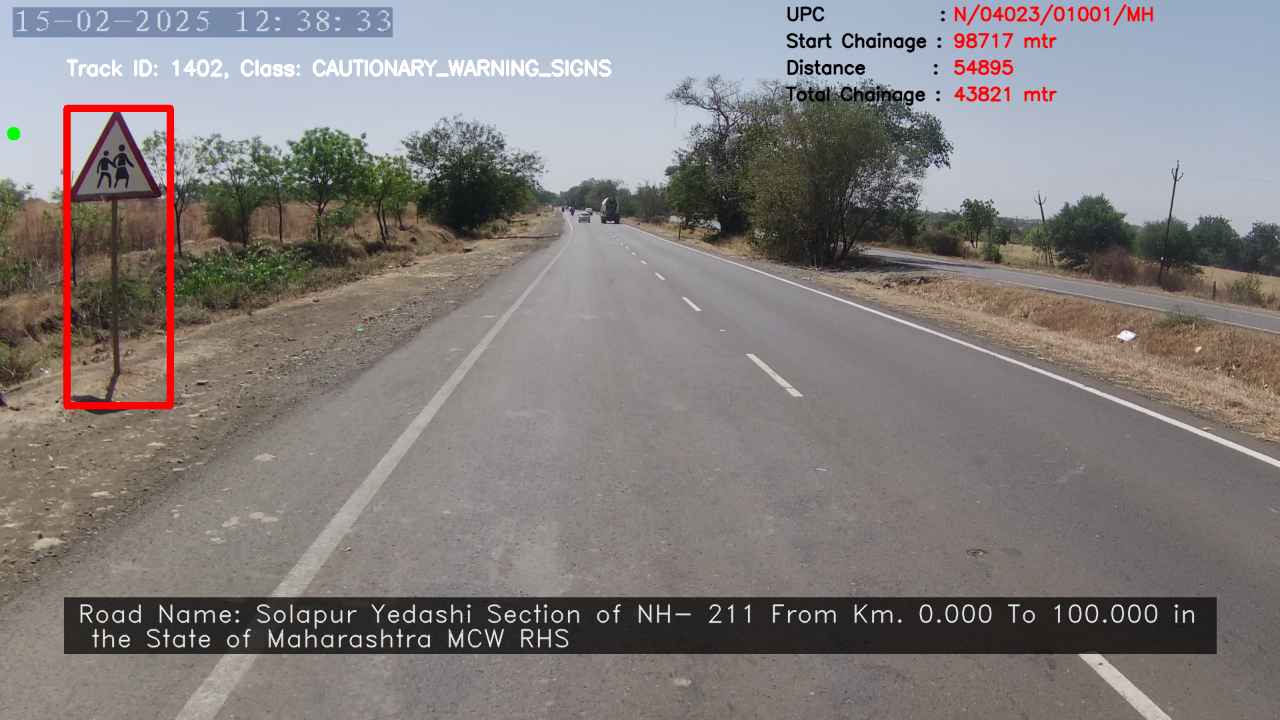 15-02-2025 12:38:33
UPC : N/04023/01001/MH
Start Chainage : 98717 mtr
Distance : 54895
Total Chainage : 43821 mtr
Track ID: 1402, Class: CAUTIONARY_WARNING_SIGNS
Road Name: Solapur Yedashi Section of NH- 211 From Km. 0.000 To 100.000 in
the State of Maharashtra MCW RHS